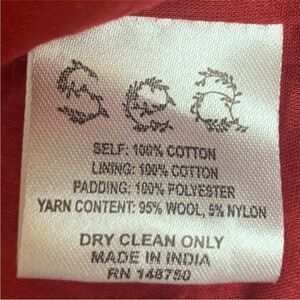 SELF: 100% COTTON
LINING: 100% COTTON
PADDING: 100% POLYESTER
YARN CONTENT: 95% WOOL, 5% NYLON
DRY CLEAN ONLY
MADE IN INDIA
RN 148750